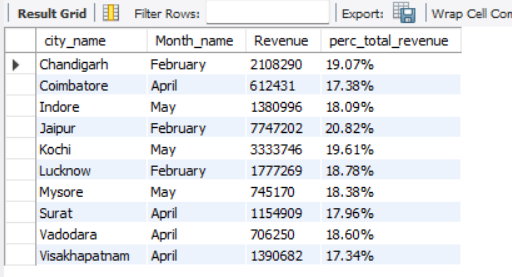 Result Grid Filter Rows: Export: Wrap Cell Con
city_name Month_name Revenue perc_total_revenue
Chandigarh February 2108290 19.07%
Coimbatore April 612431 17.38%
Indore May 1380996 18.09%
Jaipur February 7747202 20.82%
Kochi May 3333746 19.61%
Lucknow February 1777269 18.78%
Mysore May 745170 18.38%
Surat April 1154909 17.96%
Vadodara April 706250 18.60%
Visakhapatnam April 1390682 17.34%